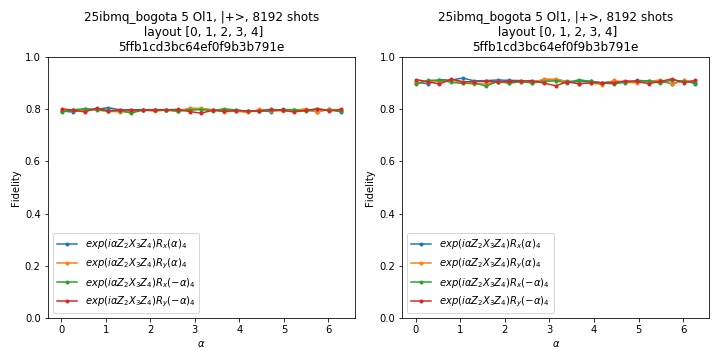 25ibmq_bogota 5 Ol1, |+>, 8192 shots
layout [0, 1, 2, 3, 4]
5ffb1cd3bc64ef0f9b3b791e
1.0
0.8
0.6
0.4
0.2
0.0
Fidelity
exp(iαZ₂X₃Z₄)Rₓ(α)₄
exp(iαZ₂X₃Z₄)Rᵧ(α)₄
exp(iαZ₂X₃Z₄)Rₓ(−α)₄
exp(iαZ₂X₃Z₄)Rᵧ(−α)₄
0 1 2 3 4 5 6
α
25ibmq_bogota 5 Ol1, |+>, 8192 shots
layout [0, 1, 2, 3, 4]
5ffb1cd3bc64ef0f9b3b791e
1.0
0.8
0.6
0.4
0.2
0.0
Fidelity
exp(iαZ₂X₃Z₄)Rₓ(α)₄
exp(iαZ₂X₃Z₄)Rᵧ(α)₄
exp(iαZ₂X₃Z₄)Rₓ(−α)₄
exp(iαZ₂X₃Z₄)Rᵧ(−α)₄
0 1 2 3 4 5 6
α